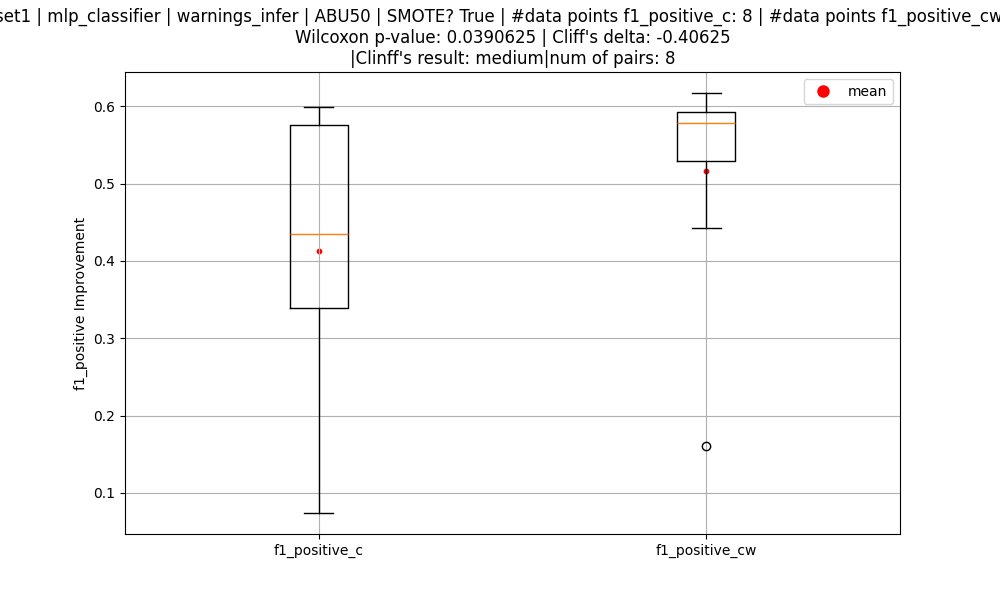 set1 | mlp_classifier | warnings_infer | ABU50 | SMOTE? True | #data points f1_positive_c: 8 | #data points f1_positive_cw
Wilcoxon p-value: 0.0390625 | Cliff's delta: -0.40625
|Clinff's result: medium|num of pairs: 8
mean
0.6
0.5
0.4
0.3
0.2
0.1
f1_positive Improvement
f1_positive_c
f1_positive_cw